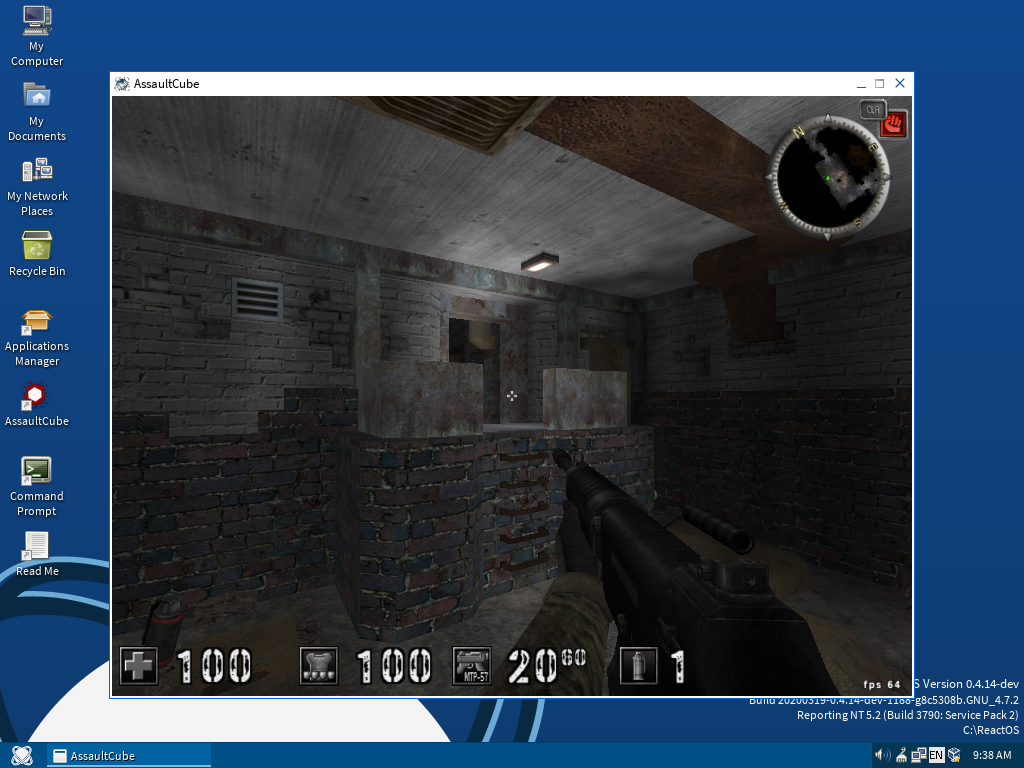 My
Computer
My
Documents
My Network
Places
Recycle Bin
Applications
Manager
AssaultCube
Command
Prompt
Read Me
AssaultCube
CLA
N
E
S
100
100
MTP-57
20 60
1
fps 64
S Version 0.4.14-dev
Build 20200319-0.4.14-dev-1188-g8c5308b.GNU_4.7.2
Reporting NT 5.2 (Build 3790: Service Pack 2)
C:\ReactOS
AssaultCube
EN
9:38 AM